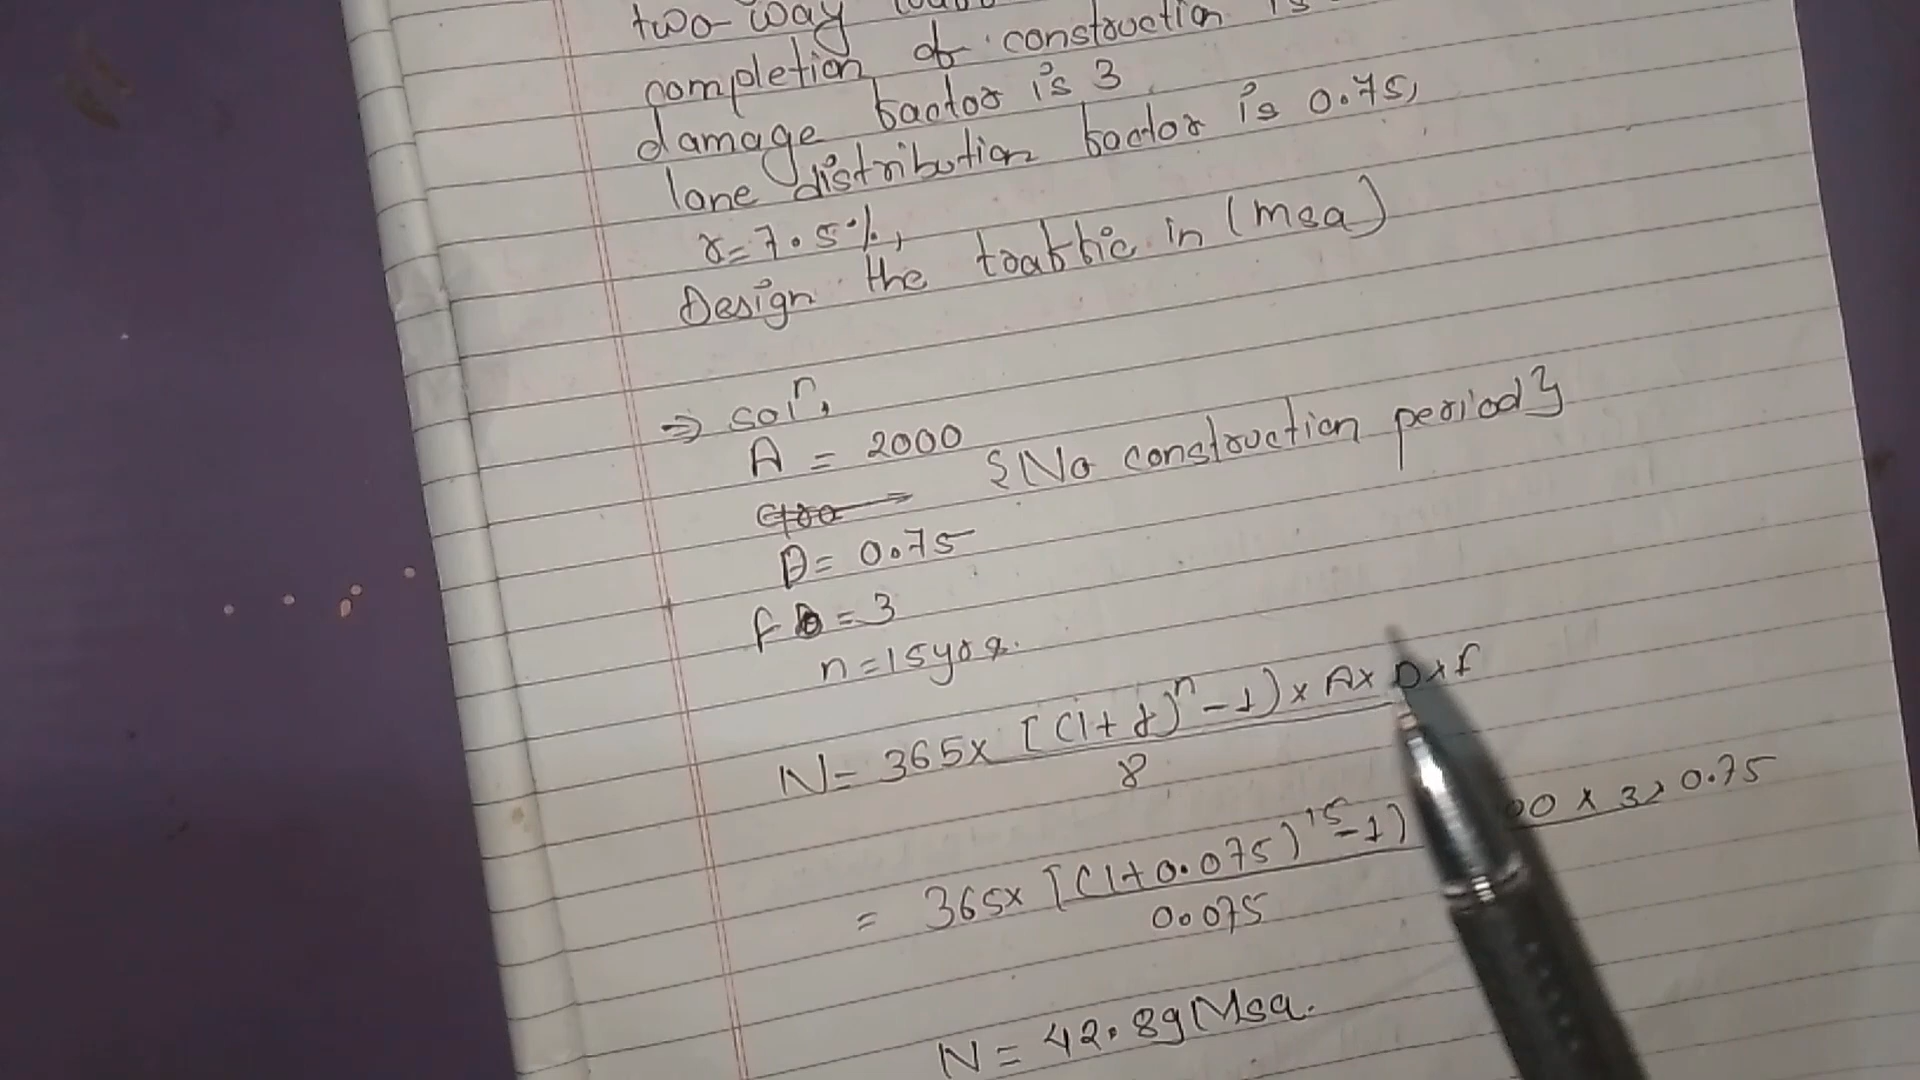 two-way
completion of construction is
damage factor is 3
lane distribution factor is 0.75,
r = 7.5%,
Design the traffic in (msa)
⇒ solⁿ,
A = 2000 {No construction period}
D = 0.75
F = 3
n = 15 yrs.
N = 365 x [(1+r)ⁿ - 1) x A x D x F
r
= 365 x [(1+0.075)¹⁵ - 1) 00 x 3 x 0.75
0.075
N = 42.89 Msa.